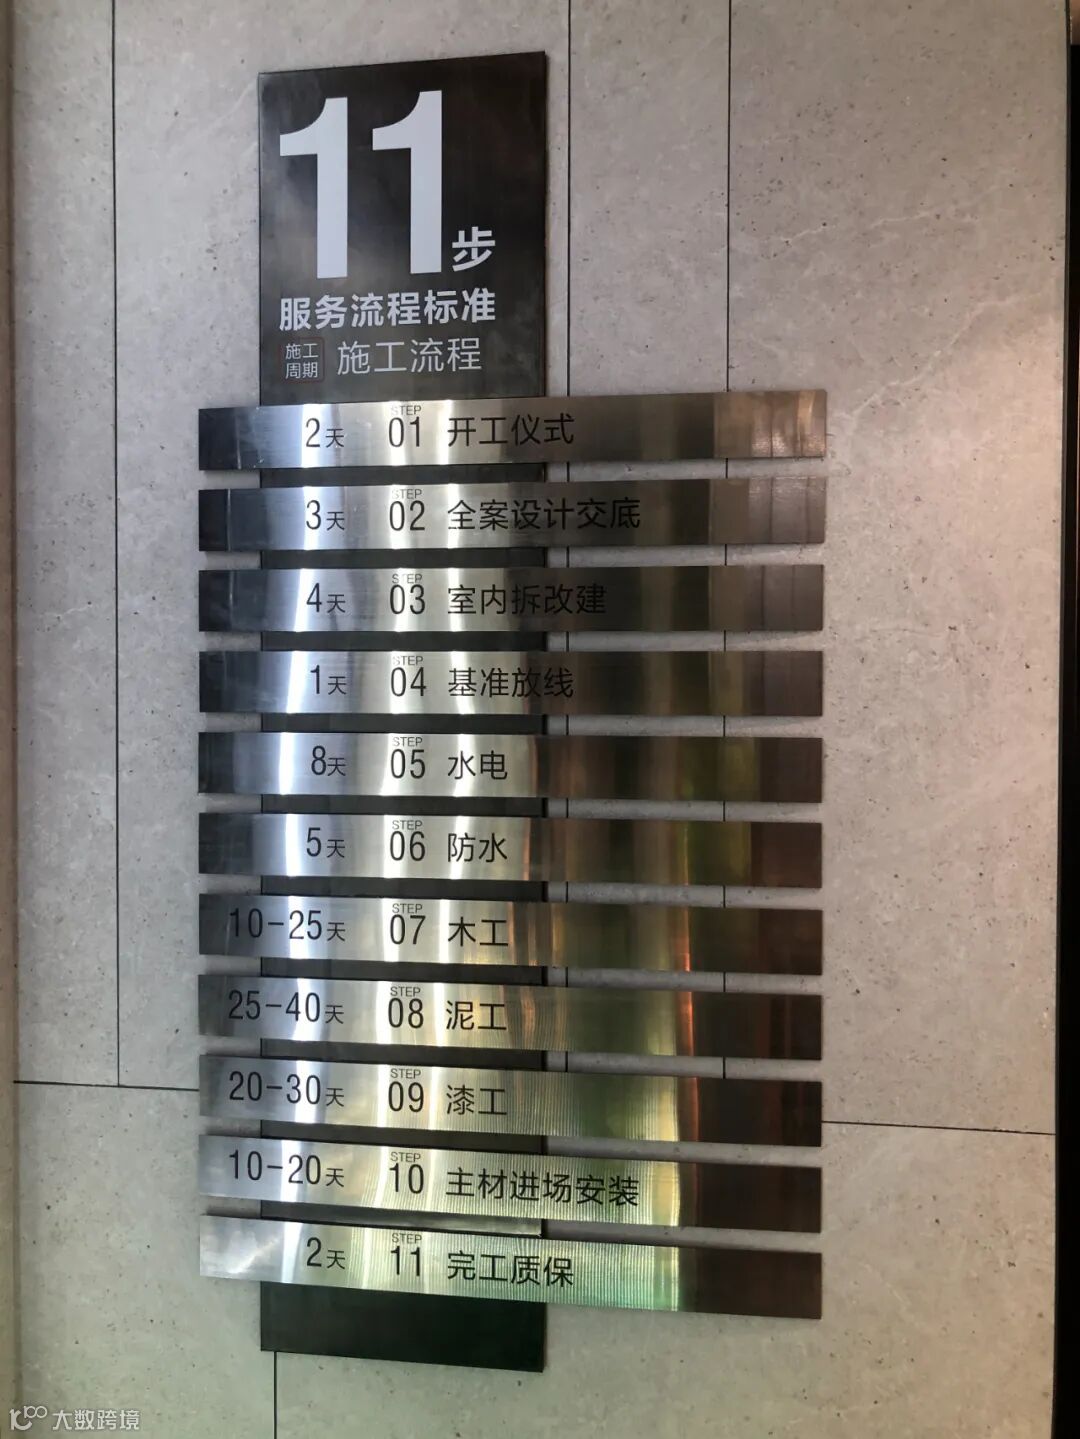 11步
服务流程标准
施工
周期
施工流程
2天 STEP 01 开工仪式
3天 STEP 02 全案设计交底
4天 STEP 03 室内拆改建
1天 STEP 04 基准放线
8天 STEP 05 水电
5天 STEP 06 防水
10-25天 STEP 07 木工
25-40天 STEP 08 泥工
20-30天 STEP 09 漆工
10-20天 STEP 10 主材进场安装
2天 STEP 11 完工质保
大数跨境